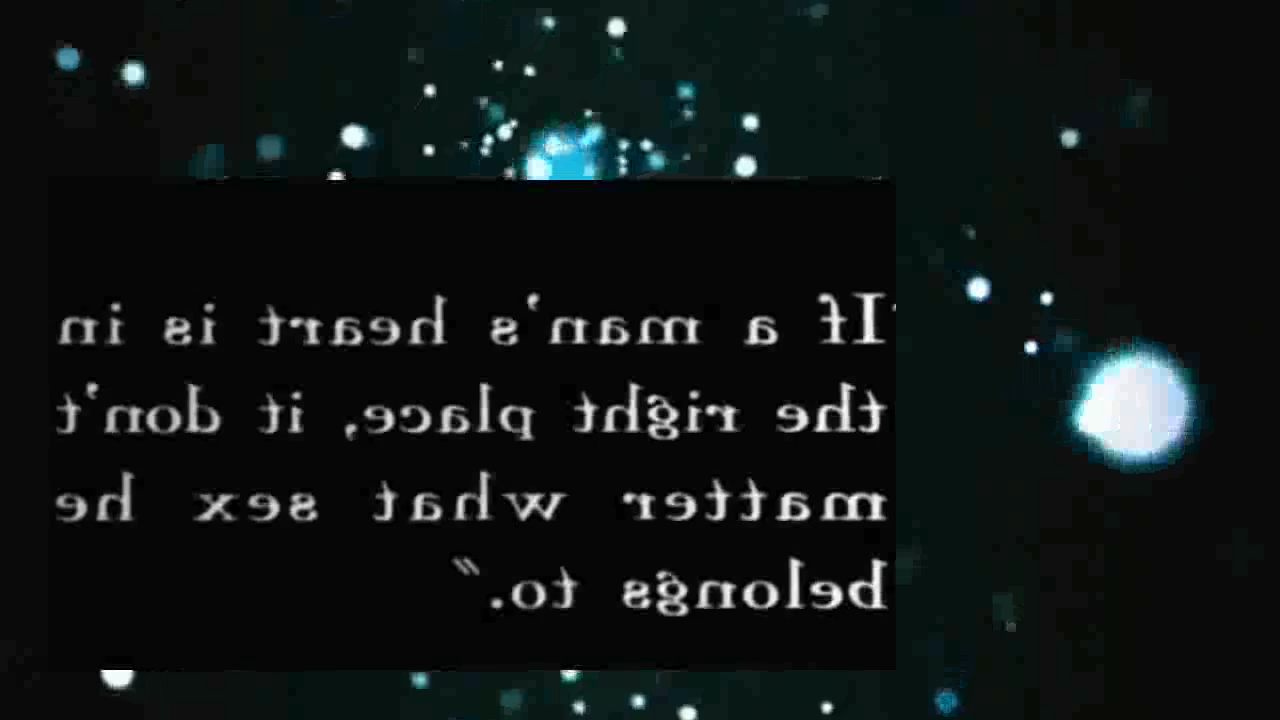 If a man's heart is in
the right place, it don't
matter what sex he
belongs to."